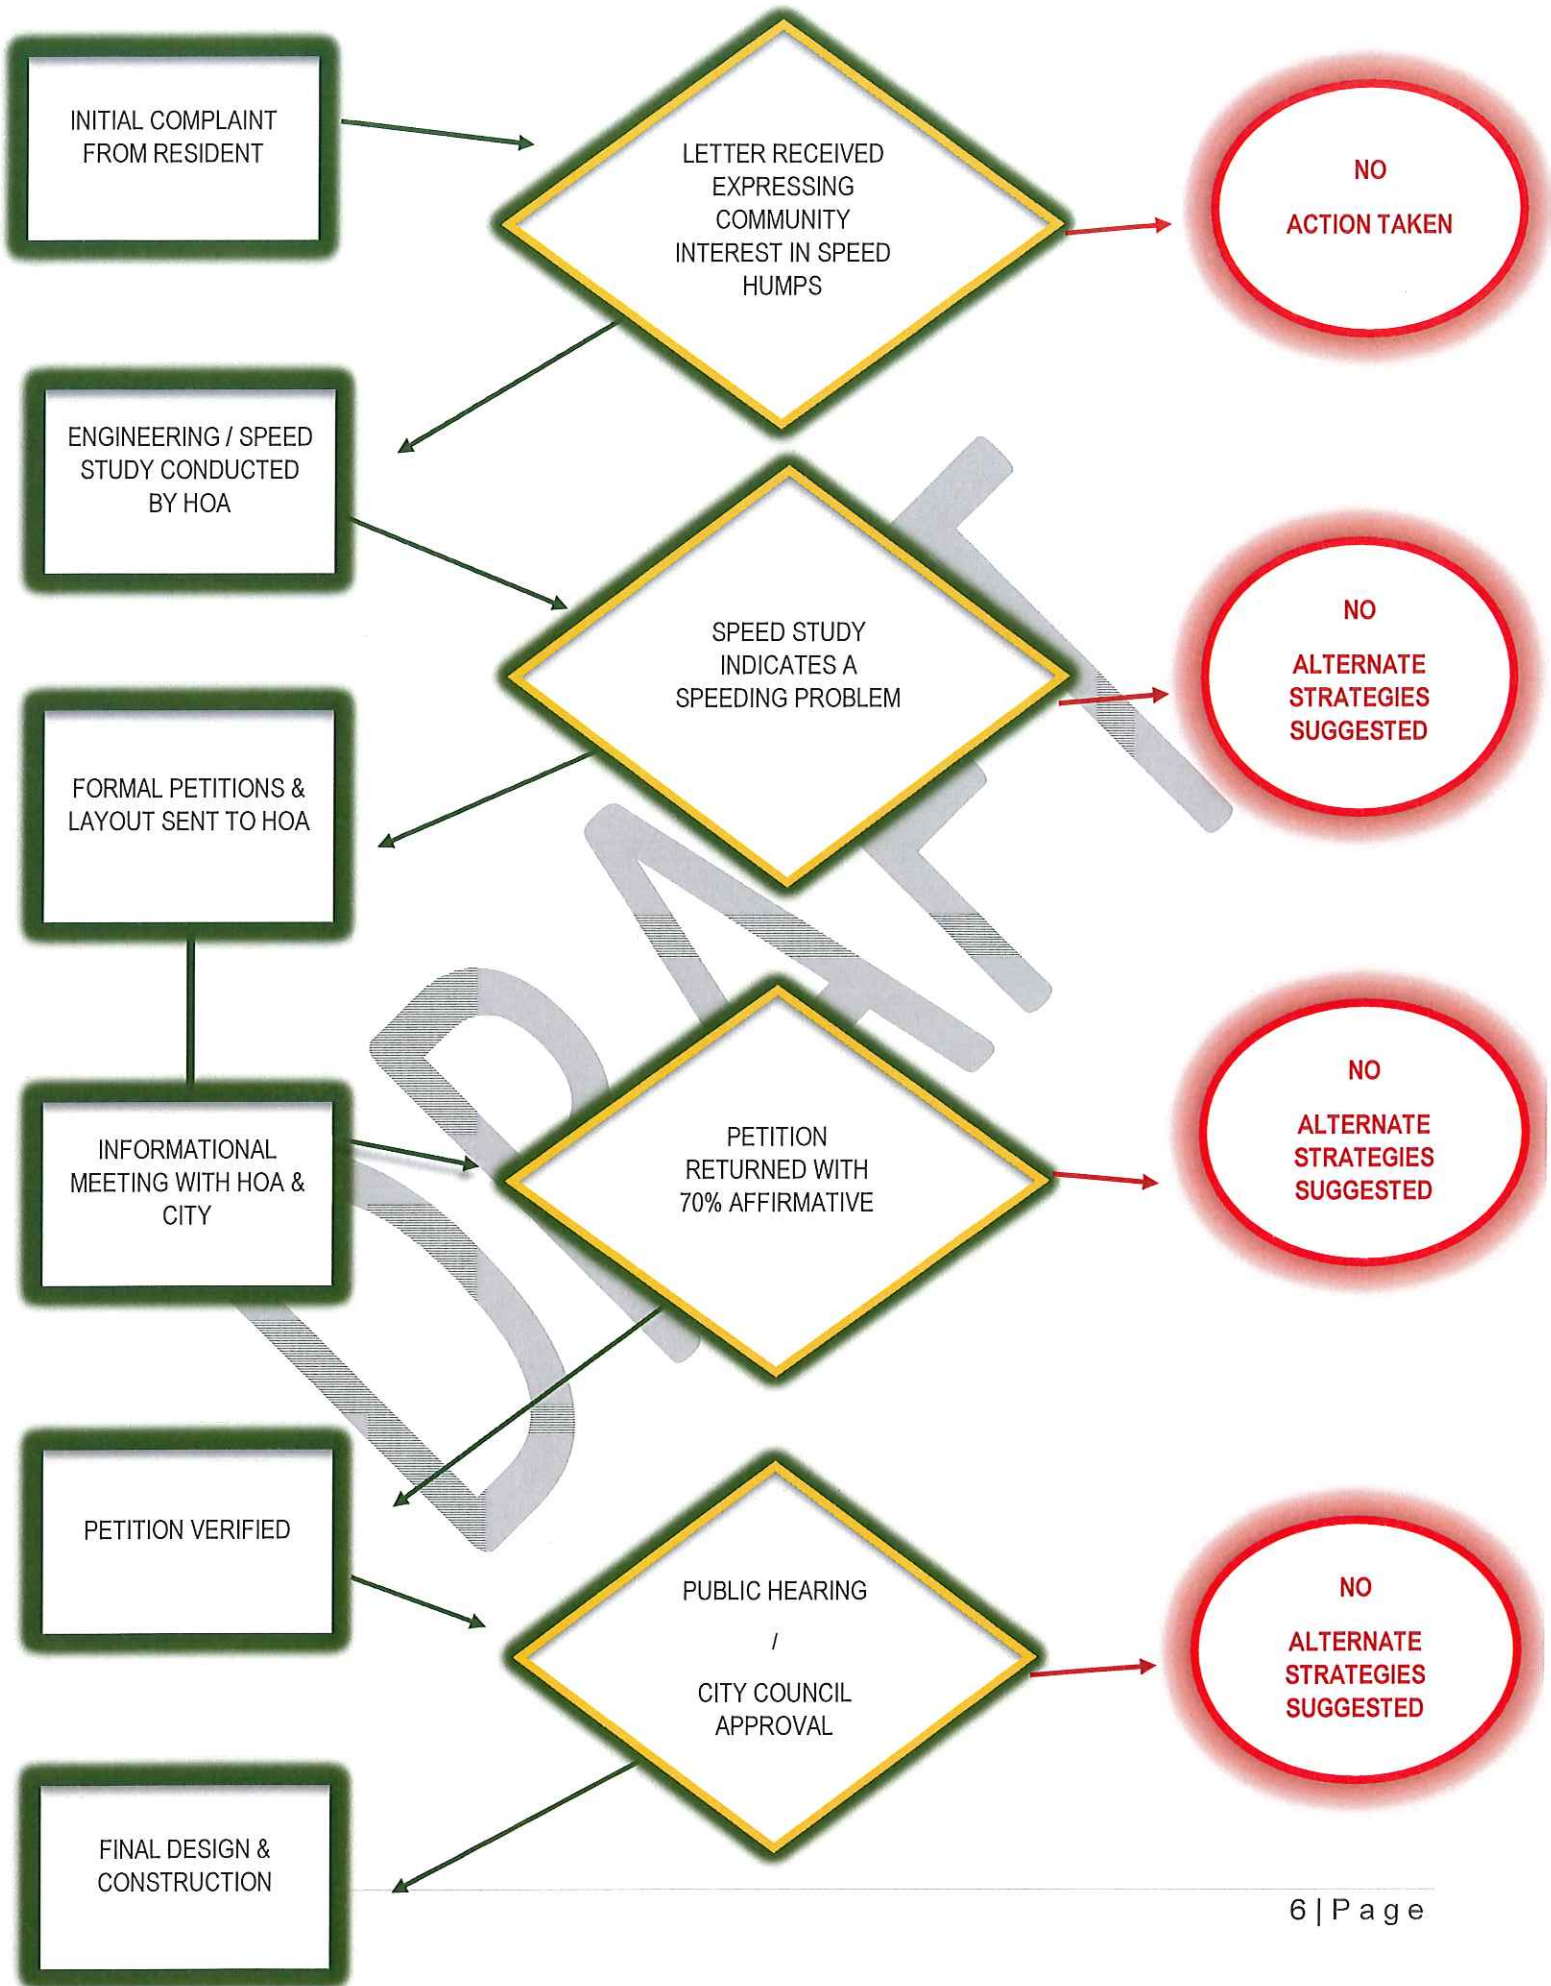 INITIAL COMPLAINT
FROM RESIDENT
LETTER RECEIVED
EXPRESSING
COMMUNITY
INTEREST IN SPEED
HUMPS
NO
ACTION TAKEN
ENGINEERING / SPEED
STUDY CONDUCTED
BY HOA
SPEED STUDY
INDICATES A
SPEEDING PROBLEM
NO
ALTERNATE
STRATEGIES
SUGGESTED
FORMAL PETITIONS &
LAYOUT SENT TO HOA
INFORMATIONAL
MEETING WITH HOA &
CITY
PETITION
RETURNED WITH
70% AFFIRMATIVE
NO
ALTERNATE
STRATEGIES
SUGGESTED
PETITION VERIFIED
PUBLIC HEARING
/
CITY COUNCIL
APPROVAL
NO
ALTERNATE
STRATEGIES
SUGGESTED
FINAL DESIGN &
CONSTRUCTION
DRAFT
6 | P a g e